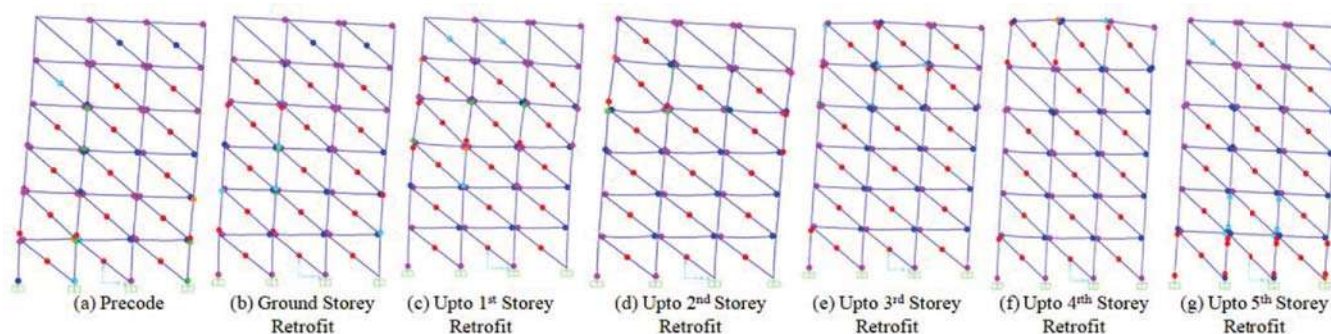 (a) Precode
(b) Ground Storey
Retrofit
(c) Upto 1st Storey
Retrofit
(d) Upto 2nd Storey
Retrofit
(e) Upto 3rd Storey
Retrofit
(f) Upto 4rth Storey
Retrofit
(g) Upto 5th Storey
Retrofit